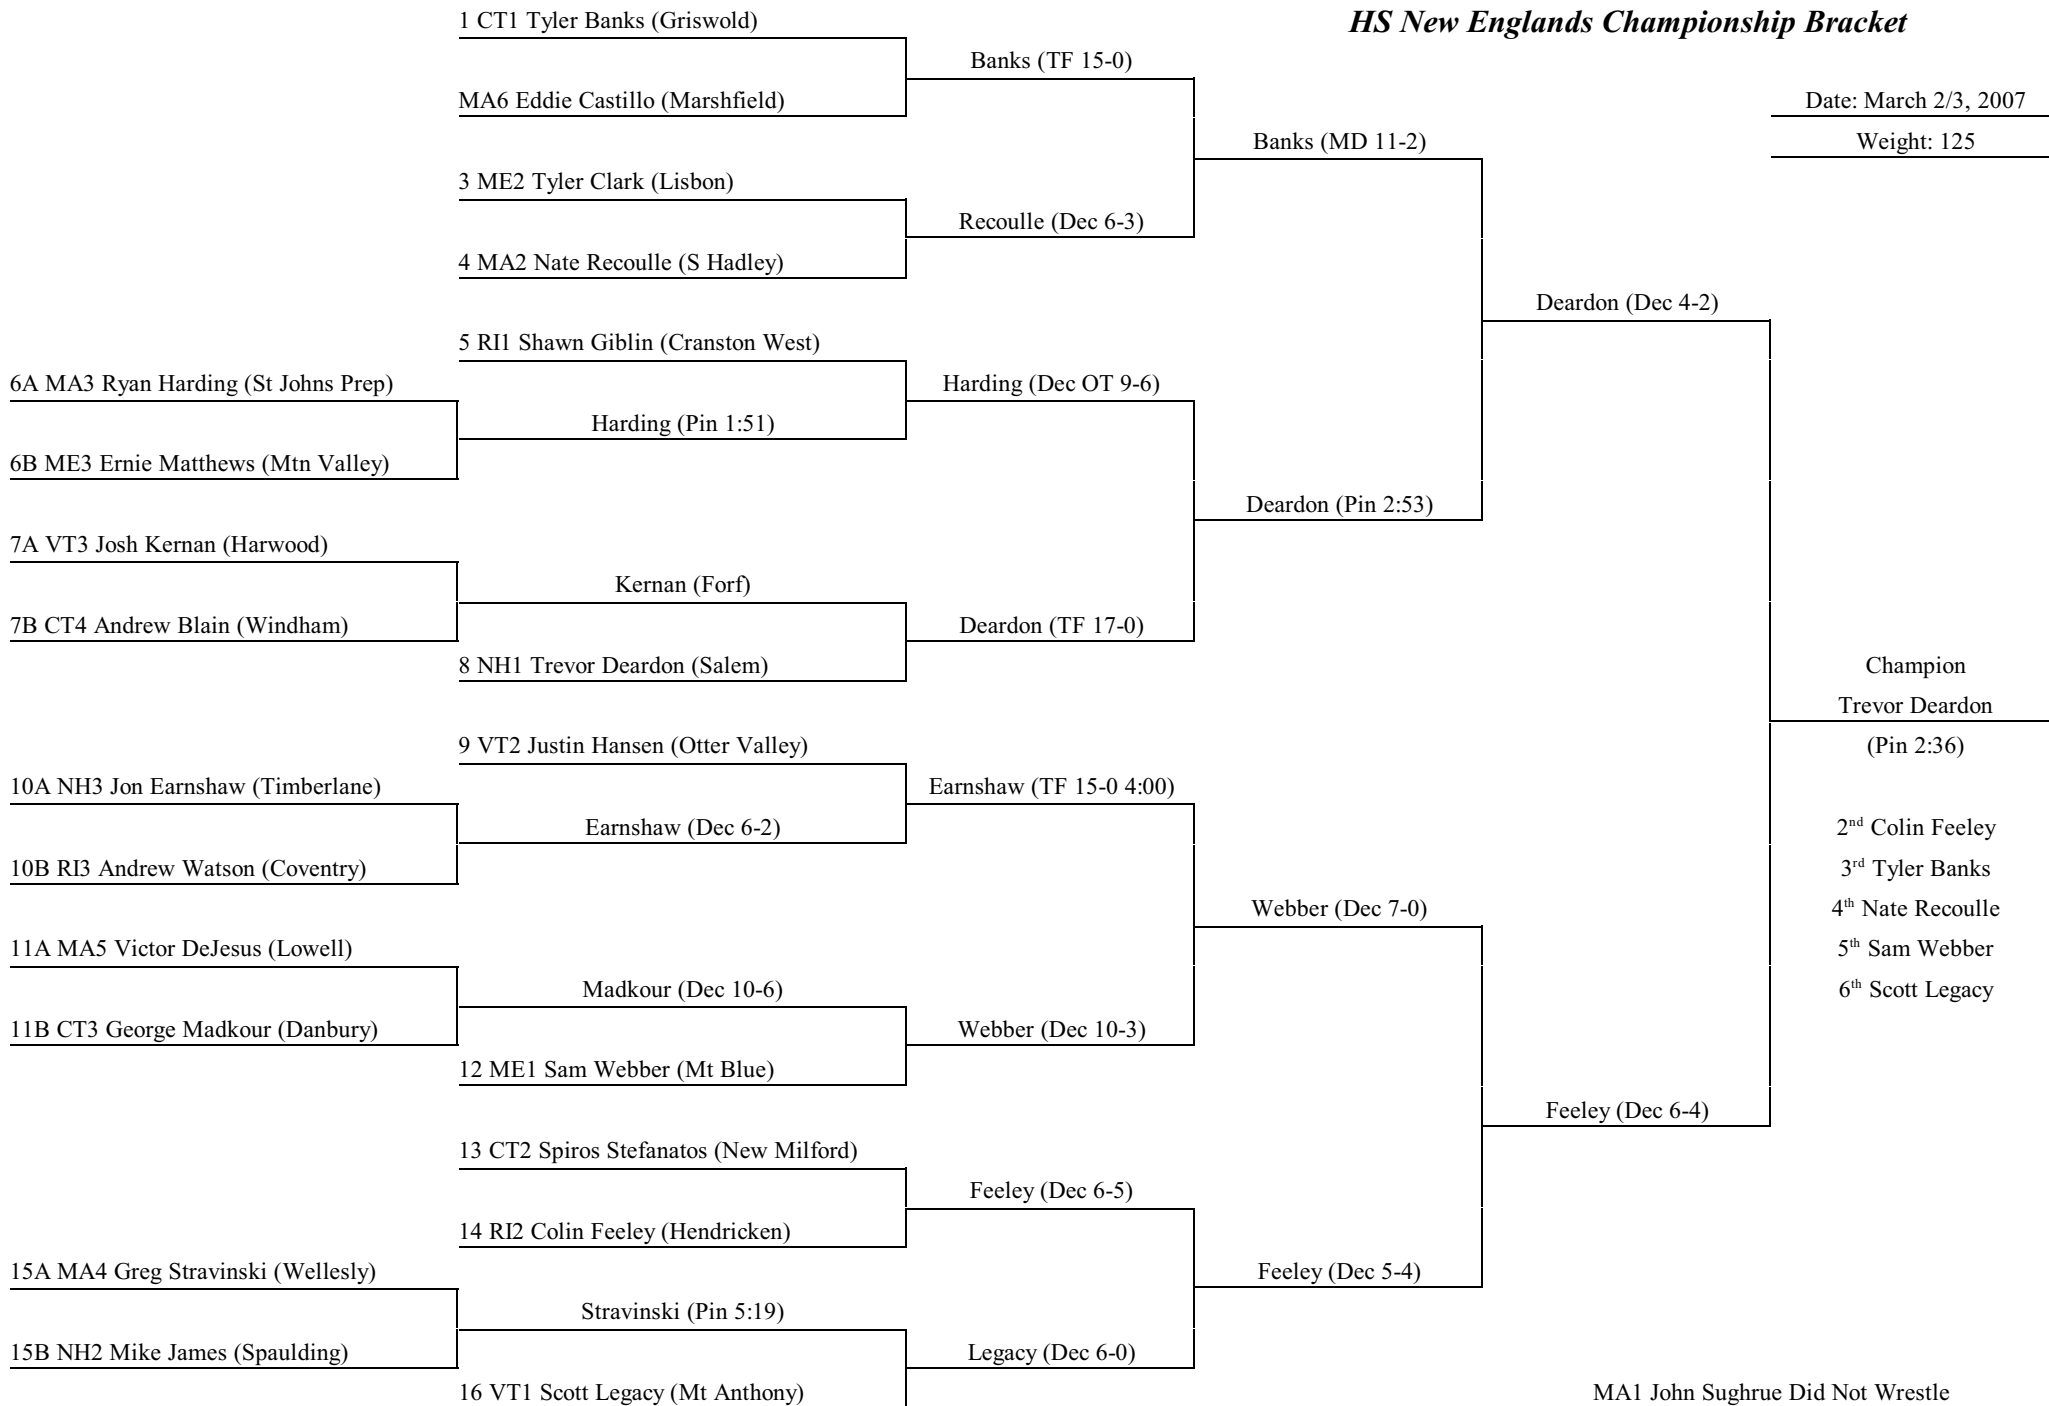 1 CT1 Tyler Banks (Griswold)
HS New Englands Championship Bracket
Banks (TF 15-0)
MA6 Eddie Castillo (Marshfield)
Date: March 2/3, 2007
Banks (MD 11-2)
Weight: 125
3 ME2 Tyler Clark (Lisbon)
Recoulle (Dec 6-3)
4 MA2 Nate Recoulle (S Hadley)
Deardon (Dec 4-2)
5 RI1 Shawn Giblin (Cranston West)
6A MA3 Ryan Harding (St Johns Prep)
Harding (Dec OT 9-6)
Harding (Pin 1:51)
6B ME3 Ernie Matthews (Mtn Valley)
Deardon (Pin 2:53)
7A VT3 Josh Kernan (Harwood)
Kernan (Forf)
7B CT4 Andrew Blain (Windham)
Deardon (TF 17-0)
8 NH1 Trevor Deardon (Salem)
Champion
Trevor Deardon
9 VT2 Justin Hansen (Otter Valley)
(Pin 2:36)
10A NH3 Jon Earnshaw (Timberlane)
Earnshaw (TF 15-0 4:00)
Earnshaw (Dec 6-2)
2nd Colin Feeley
10B RI3 Andrew Watson (Coventry)
3rd Tyler Banks
Webber (Dec 7-0)
4th Nate Recoulle
11A MA5 Victor DeJesus (Lowell)
5th Sam Webber
Madkour (Dec 10-6)
6th Scott Legacy
11B CT3 George Madkour (Danbury)
Webber (Dec 10-3)
12 ME1 Sam Webber (Mt Blue)
Feeley (Dec 6-4)
13 CT2 Spiros Stefanatos (New Milford)
Feeley (Dec 6-5)
14 RI2 Colin Feeley (Hendricken)
15A MA4 Greg Stravinski (Wellesly)
Feeley (Dec 5-4)
Stravinski (Pin 5:19)
15B NH2 Mike James (Spaulding)
Legacy (Dec 6-0)
16 VT1 Scott Legacy (Mt Anthony)
MA1 John Sughrue Did Not Wrestle